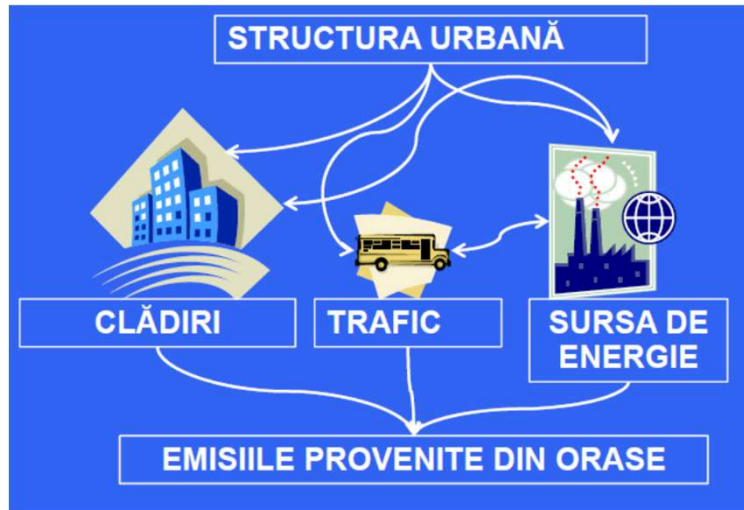 STRUCTURA URBANĂ
CLĂDIRI
TRAFIC
SURSA DE
ENERGIE
EMISIILE PROVENITE DIN ORASE